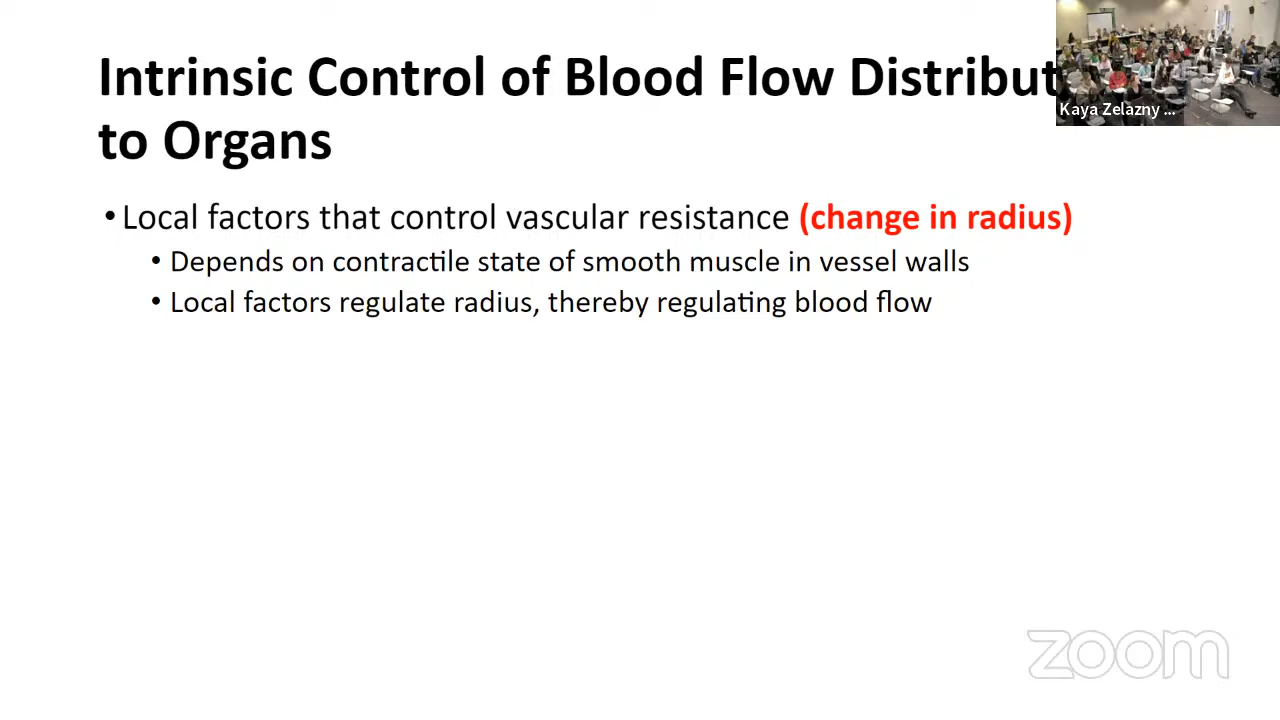 Intrinsic Control of Blood Flow Distribut
to Organs
Kaya Zelazny ...
• Local factors that control vascular resistance (change in radius)
• Depends on contractile state of smooth muscle in vessel walls
• Local factors regulate radius, thereby regulating blood flow
zoom